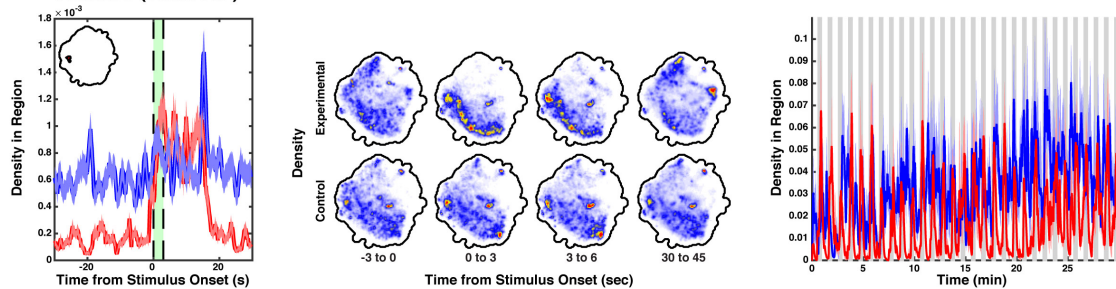 × 10⁻³
1.8
1.6
1.4
1.2
1
0.8
0.6
0.4
0.2
0
Density in Region
-20 0 20
Time from Stimulus Onset (s)
Density
Experimental
Control
-3 to 0 0 to 3 3 to 6 30 to 45
Time from Stimulus Onset (sec)
0.1
0.09
0.08
0.07
0.06
0.05
0.04
0.03
0.02
0.01
0
Density in Region
0 5 10 15 20 25
Time (min)